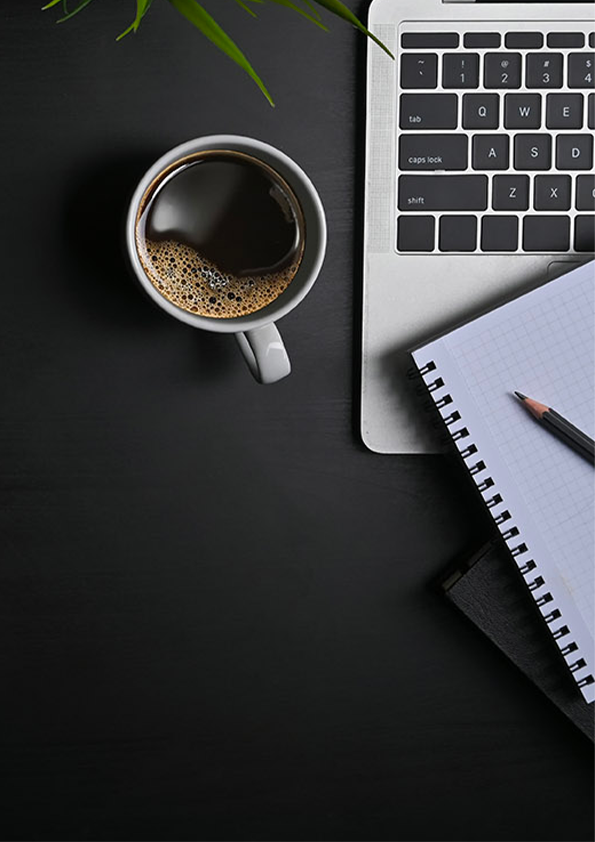 ~ ! @ # $
` 1 2 3 4
tab Q W E
caps lock A S D
shift Z X